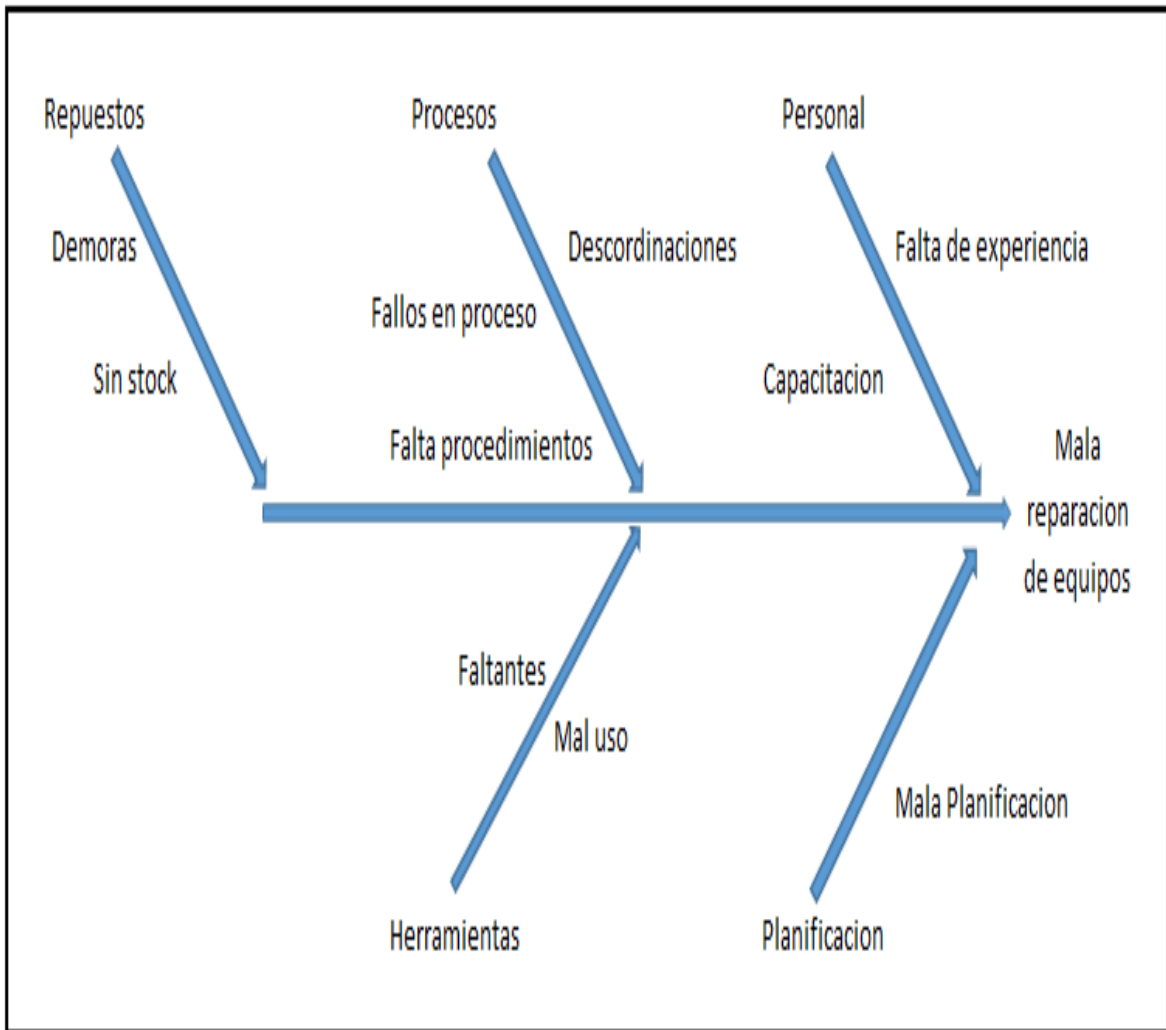 Repuestos
Procesos
Personal
Demoras
Descordinaciones
Falta de experiencia
Fallos en proceso
Sin stock
Capacitacion
Falta procedimientos
Mala
reparacion
de equipos
Faltantes
Mal uso
Mala Planificacion
Herramientas
Planificacion